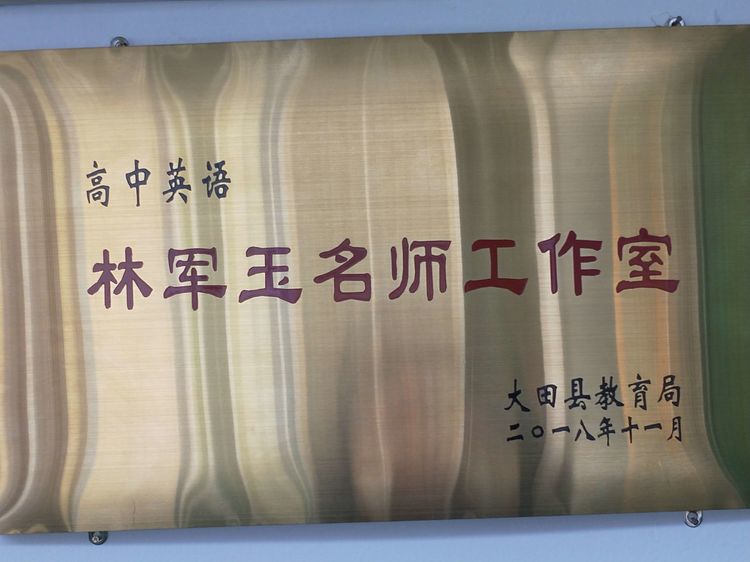 高中英语
林军玉名师工作室
大田县教育局
二〇一八年十一月